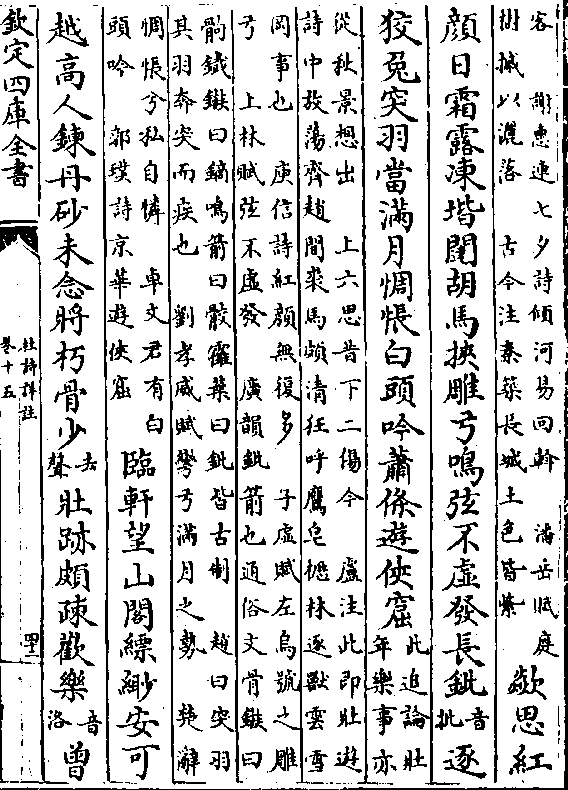 客　謝惠連七夕詩傾河易回斡　潘岳賦庭
樹槭以灑落　古今注秦築長城土色皆紫
欻思紅
顏日霜露凍堦闥胡馬挾雕弓鳴弦不虛發長鈚音批逐
狡兔突羽當滿月惆悵白頭吟蕭條遊俠窟
此追論壯
年樂事亦
從秋景想出　上六思昔下二傷今　盧注此即壯遊
詩中放蕩齊趙間裘馬頗清狂呼鷹皂櫪林逐獸雲雪
岡事也　庾信詩紅顏無復多　子虛賦左烏號之雕
弓　上林賦弦不虛發　廣韻鈚箭也通俗文骨鏃曰
骲鐵鏃曰鏑鳴箭曰骹霍葉曰鈚皆古制　趙曰突羽
其羽奔突而疾也　劉孝威賦彎弓滿月之勢　楚辭
惆悵兮私自憐　卓文君有白
頭吟　郭璞詩京華遊俠窟
臨軒望山閣縹緲安可
越高人鍊丹砂未念將朽骨少去聲壯跡頗疎歡樂音洛曾
欽定四庫全書
杜詩詳註
卷十五